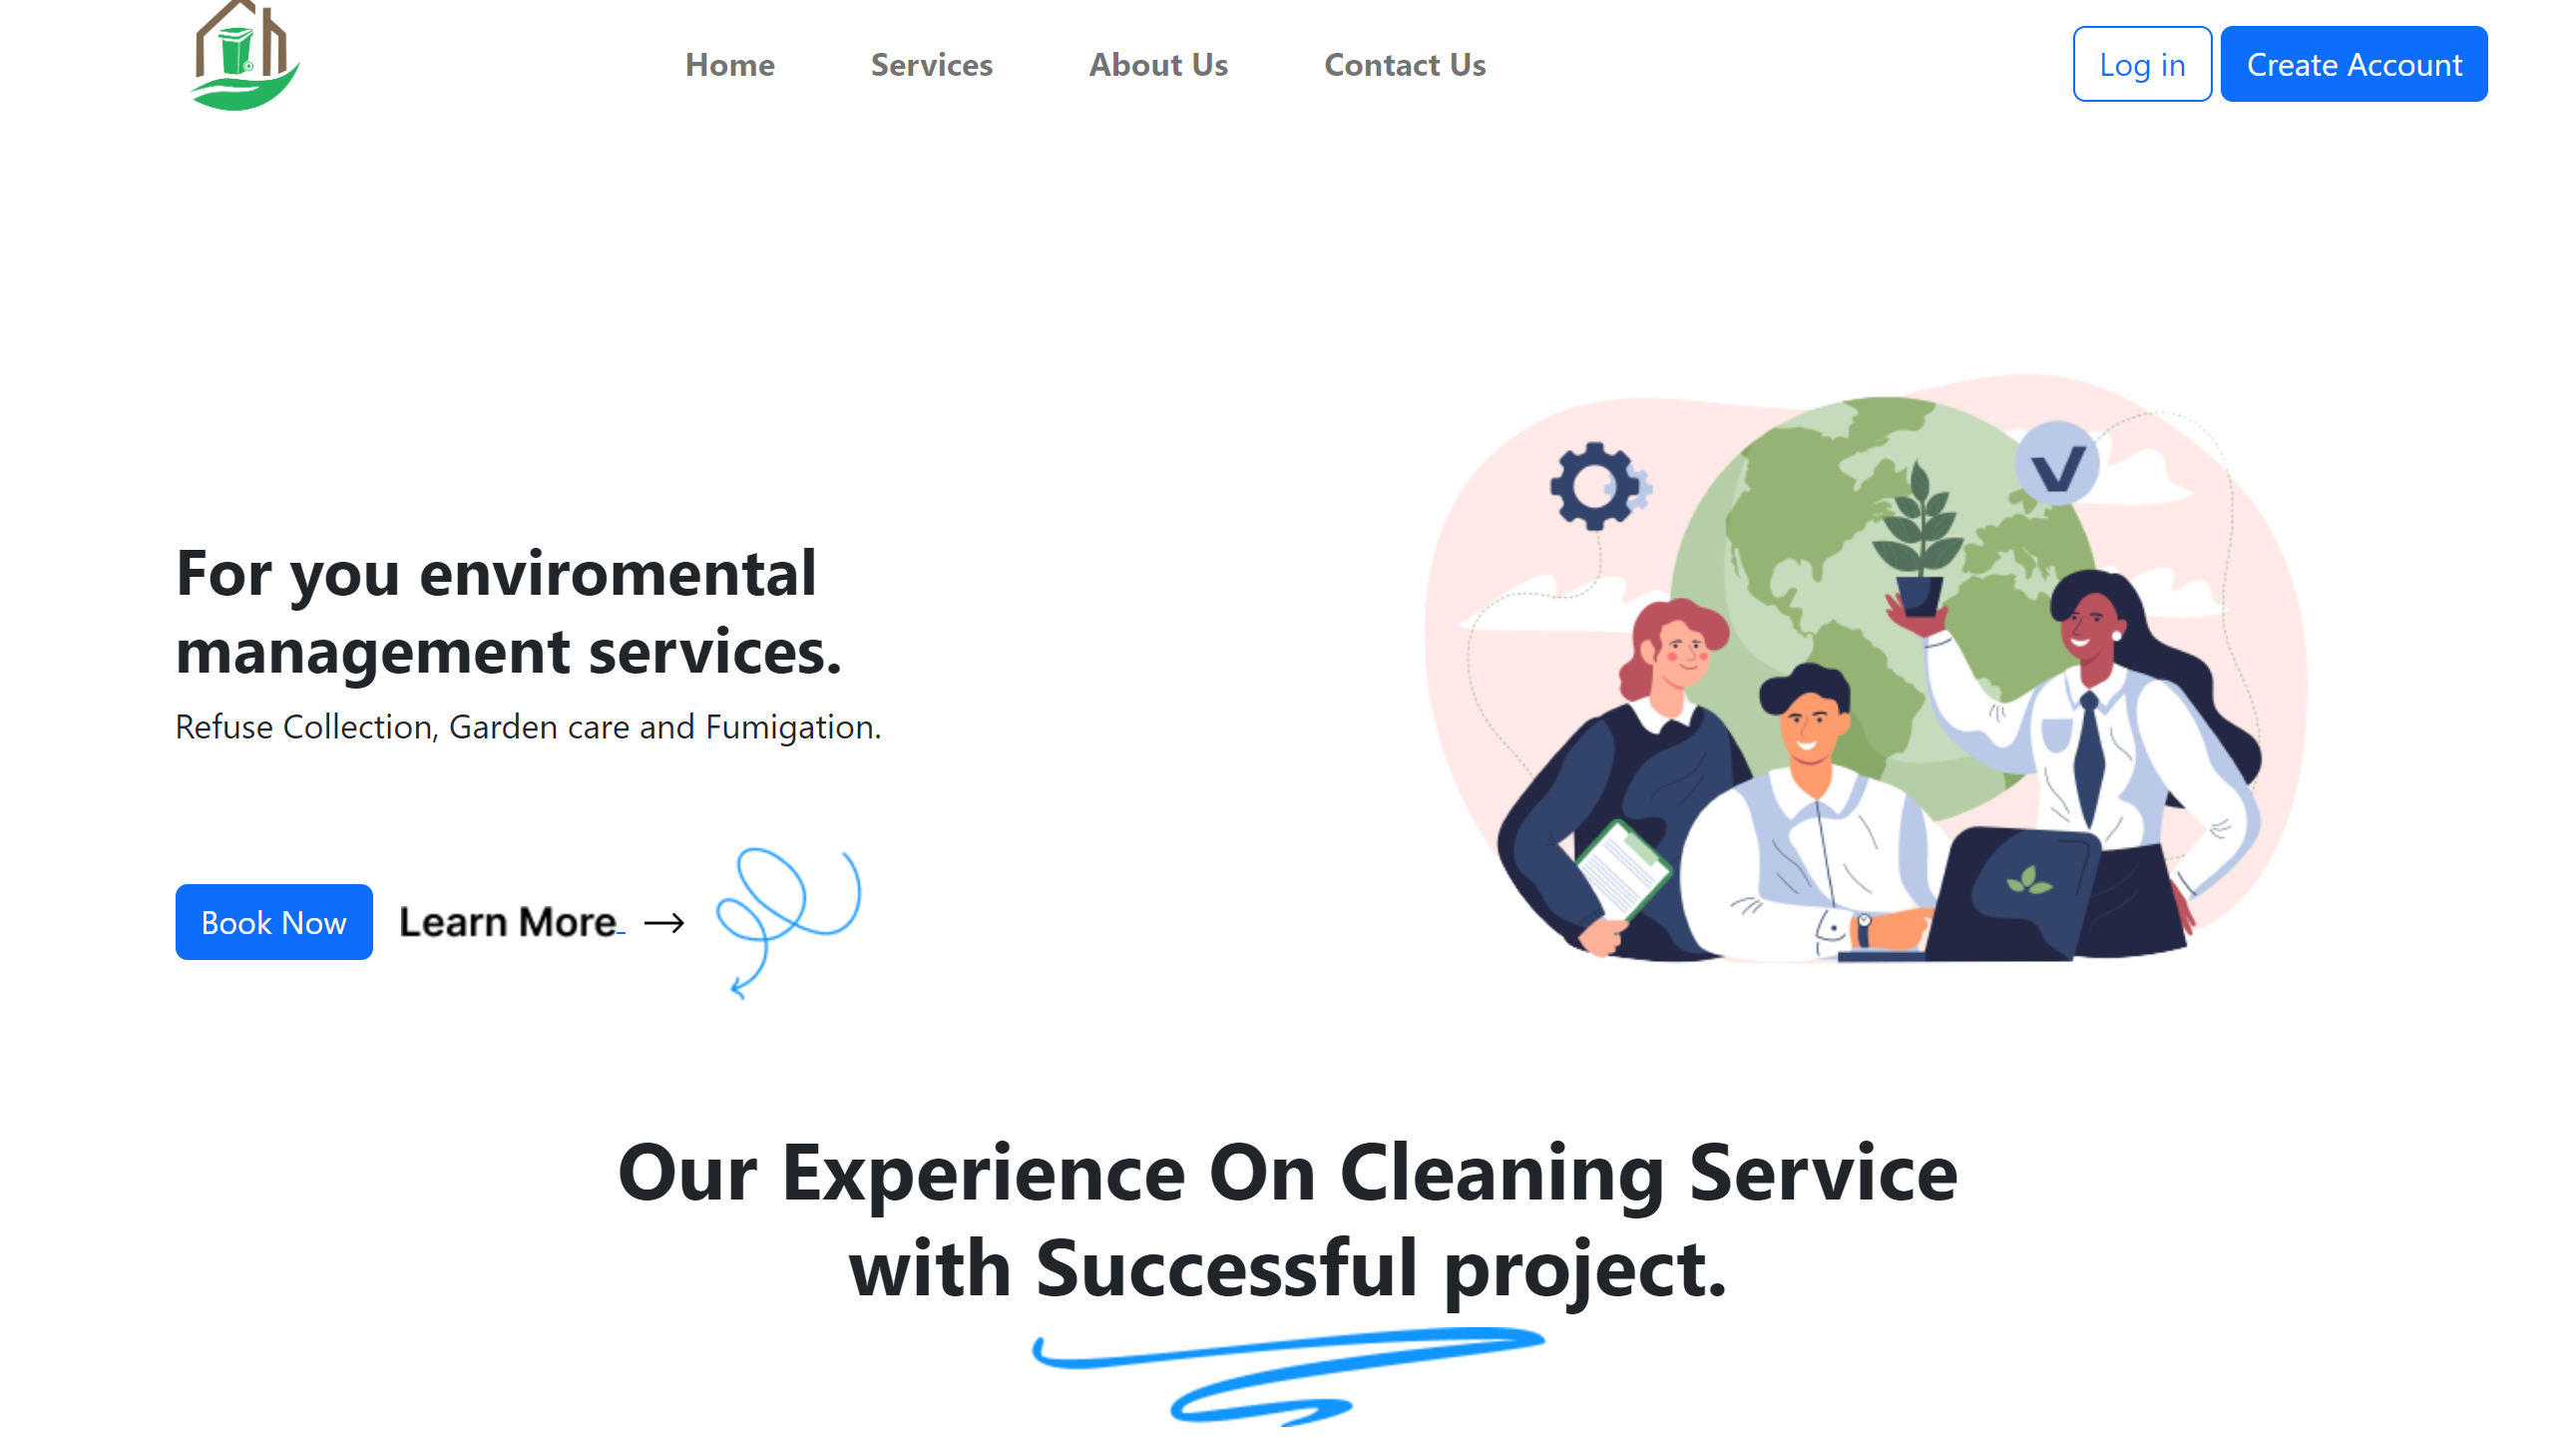 Home Services About Us Contact Us Log in Create Account
For you enviromental
management services.
Refuse Collection, Garden care and Fumigation.
Book Now Learn More →
Our Experience On Cleaning Service
with Successful project.